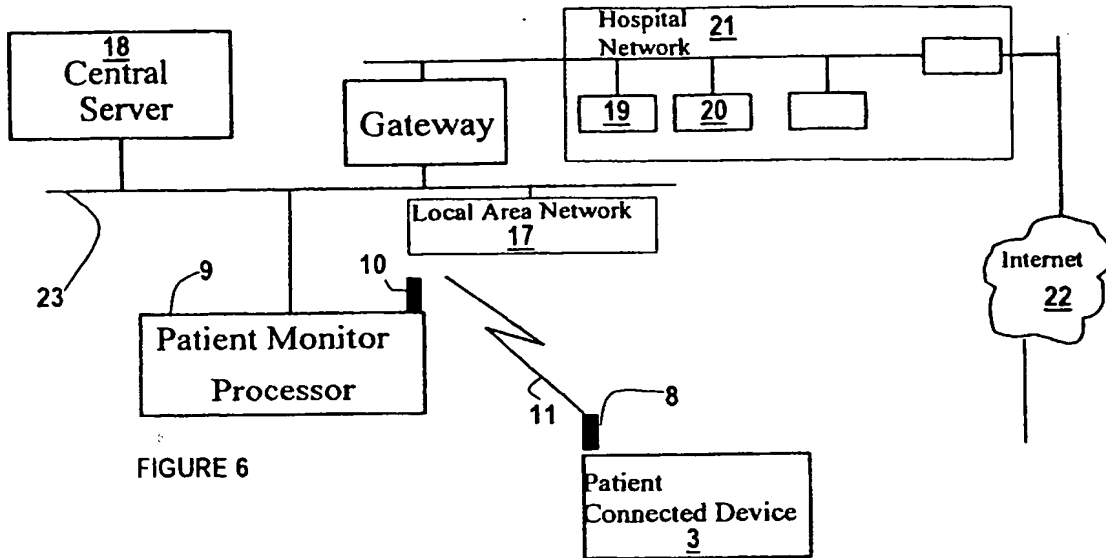 18
Central
Server
Gateway
Hospital 21
Network
19
20
Local Area Network
17
Internet
22
23
9
10
Patient Monitor
Processor
11
8
FIGURE 6
Patient
Connected Device
3